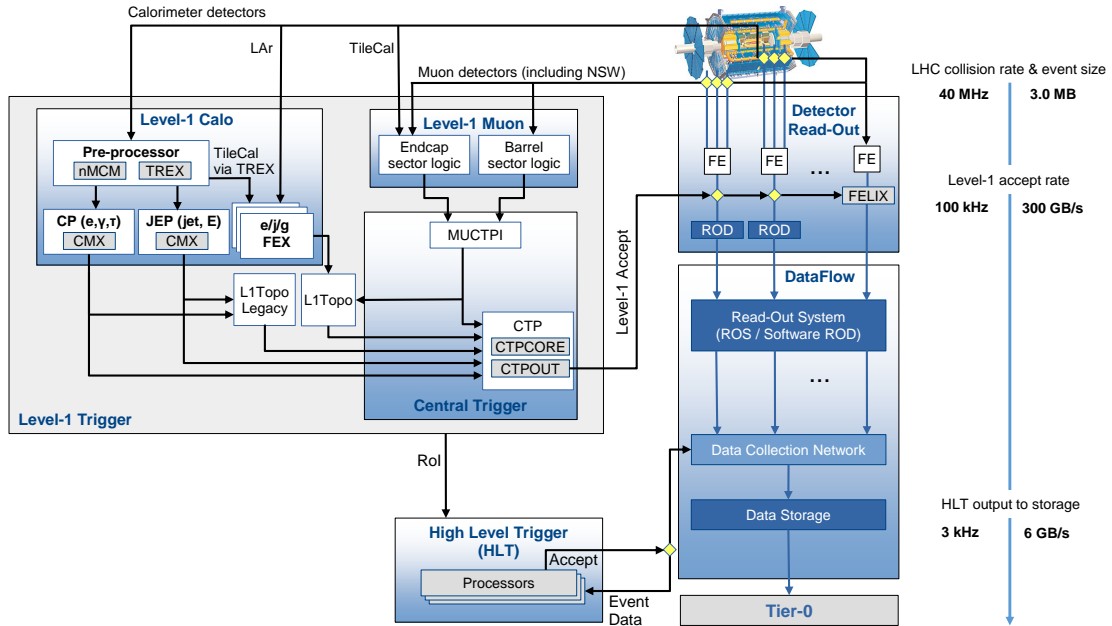 Calorimeter detectors
LAr
TileCal
Muon detectors (including NSW)
LHC collision rate & event size
40 MHz
3.0 MB
Level-1 Calo
Pre-processor
nMCM
TREX
TileCal
via TREX
CP (e,γ,τ)
CMX
JEP (jet, E)
CMX
e/j/g
FEX
Level-1 Muon
Endcap
sector logic
Barrel
sector logic
Detector
Read-Out
FE
FE
...
FE
FELIX
ROD
ROD
Level-1 accept rate
100 kHz
300 GB/s
MUCTPI
L1Topo
Legacy
L1Topo
CTP
CTPCORE
CTPOUT
Central Trigger
Level-1 Trigger
Level-1 Accept
DataFlow
Read-Out System
(ROS / Software ROD)
...
Data Collection Network
Data Storage
RoI
High Level Trigger
(HLT)
Accept
Processors
Event
Data
Tier-0
HLT output to storage
3 kHz
6 GB/s